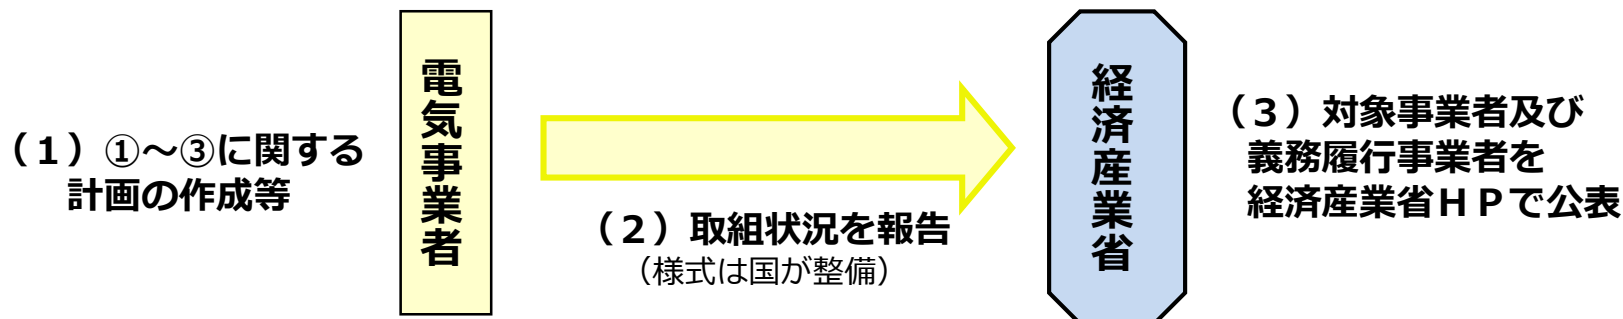 （１）①～③に関する
計画の作成等
電気事業者
（２）取組状況を報告
（様式は国が整備）
経済産業省
（３）対象事業者及び
義務履行事業者を
経済産業省ＨＰで公表